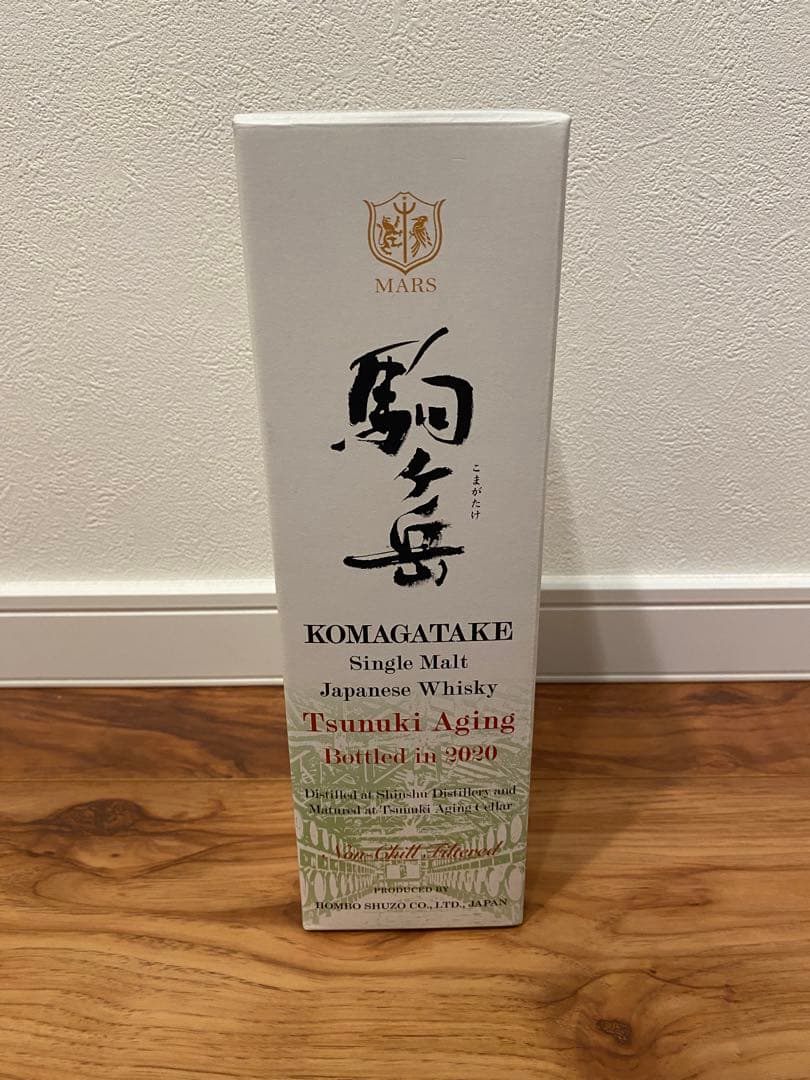 MARS
駒ヶ岳
こまがたけ
KOMAGATAKE
Single Malt
Japanese Whisky
Tsunuki Aging
Bottled in 2020
Distilled at Shinshu Distillery and
Matured at Tsunuki Aging Cellar
Non-Chill Filtered
PRODUCED BY
HOMBO SHUZO CO., LTD., JAPAN